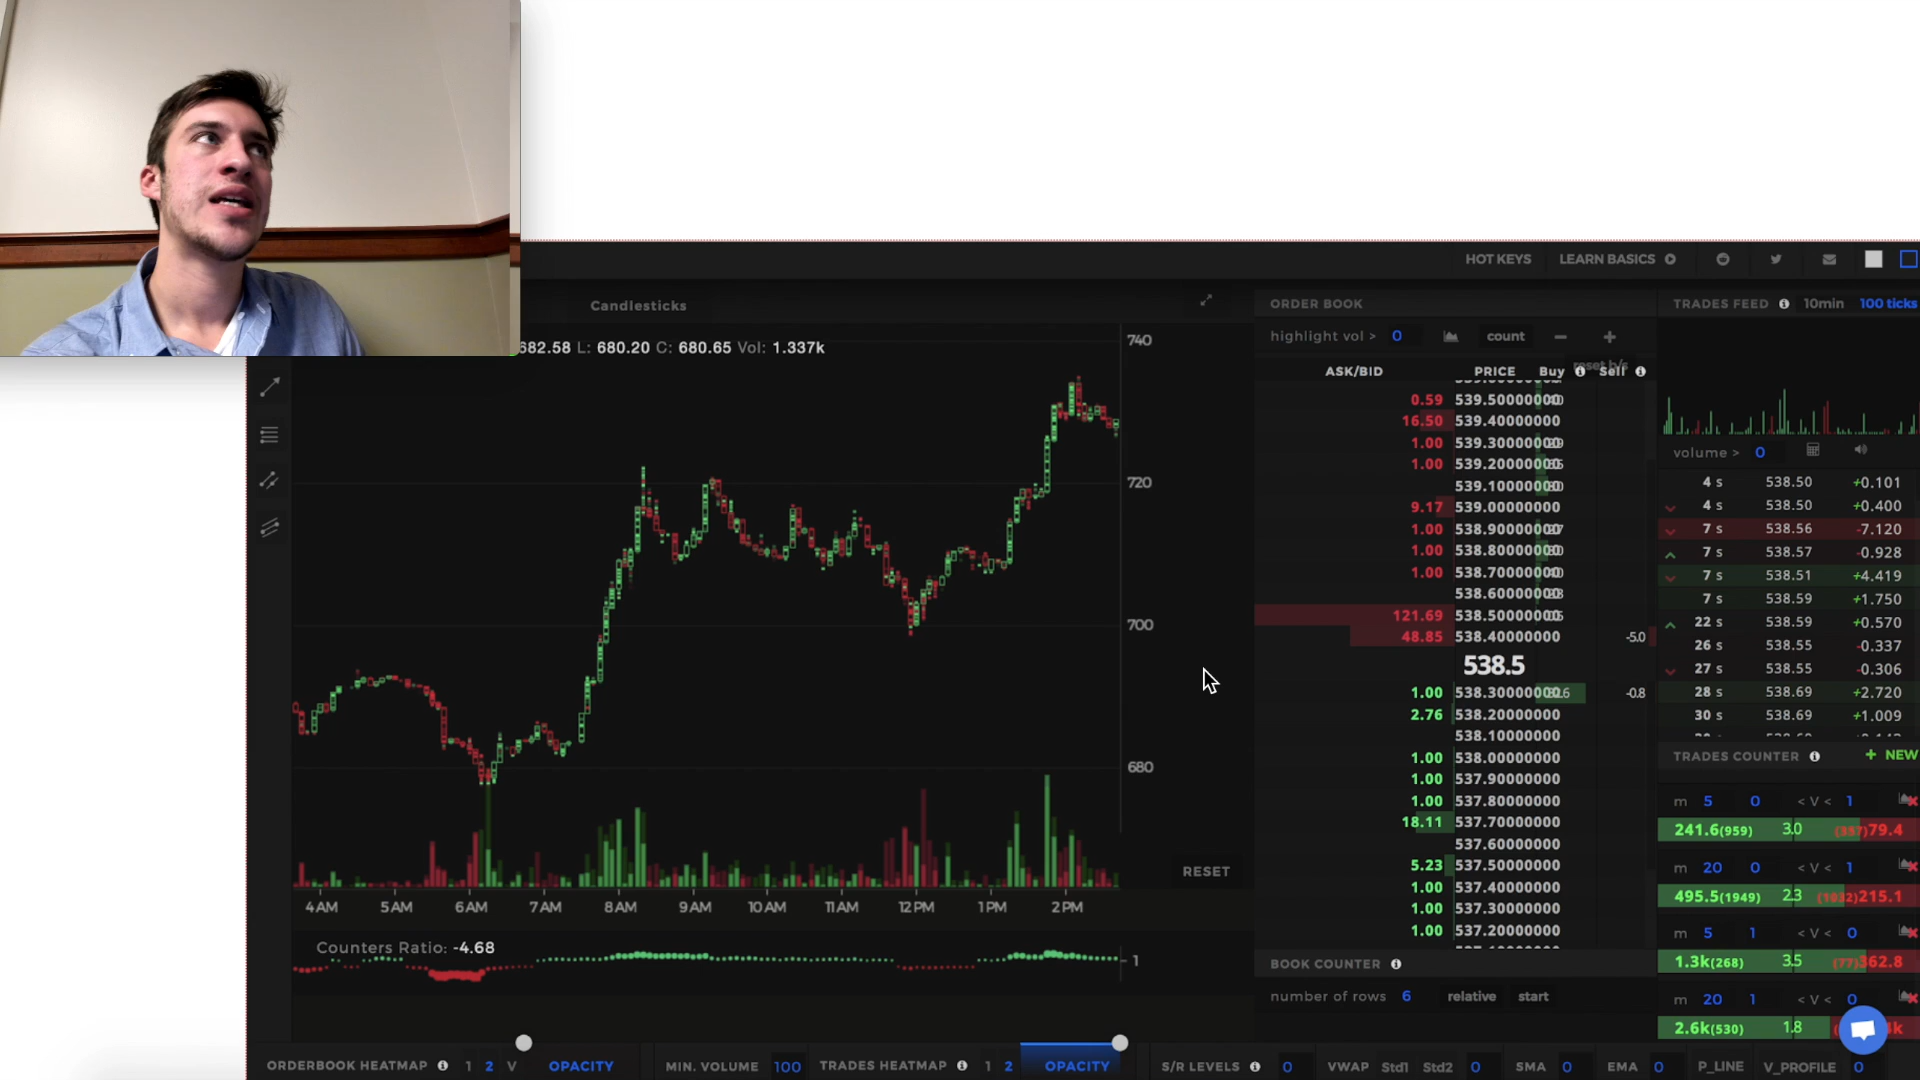 HOT KEYS
LEARN BASICS
Candlesticks
682.58 L: 680.20 C: 680.65 Vol: 1.337k
740
720
700
680
RESET
4AM 5AM 6AM 7AM 8AM 9AM 10AM 11AM 12PM 1PM 2PM
Counters Ratio: -4.68
1
ORDER BOOK
highlight vol > 0 count
ASK/BID PRICE Buy Sell
0.59 539.50000000
16.50 539.40000000
1.00 539.30000000
1.00 539.20000000
539.10000000
9.17 539.00000000
1.00 538.90000000
1.00 538.80000000
1.00 538.70000000
538.60000000
121.69 538.50000000
48.85 538.40000000 -5.0
538.5
1.00 538.30000000 -0.8
2.76 538.20000000
538.10000000
1.00 538.00000000
1.00 537.90000000
1.00 537.80000000
18.11 537.70000000
537.60000000
5.23 537.50000000
1.00 537.40000000
1.00 537.30000000
1.00 537.20000000
BOOK COUNTER
number of rows 6 relative start
TRADES FEED 10min 100 ticks
volume > 0
4 s 538.50 +0.101
4 s 538.50 +0.400
7 s 538.56 -7.120
7 s 538.57 -0.928
7 s 538.51 +4.419
7 s 538.59 +1.750
22 s 538.59 +0.570
26 s 538.55 -0.337
27 s 538.55 -0.306
28 s 538.69 +2.720
30 s 538.69 +1.009
TRADES COUNTER + NEW
m 5 0 < V < 1
241.6(959) 3.0 79.4
m 20 0 < V < 1
495.5(1949) 2.3 (1032)215.1
m 5 1 < V < 0
1.3k(268) 3.5 (77)362.8
m 20 1 < V < 0
2.6k(530) 1.8
ORDERBOOK HEATMAP 1 2 V OPACITY MIN. VOLUME 100 TRADES HEATMAP 1 2 OPACITY S/R LEVELS 0 VWAP Std1 Std2 0 SMA 0 EMA 0 P_LINE V_PROFILE 0